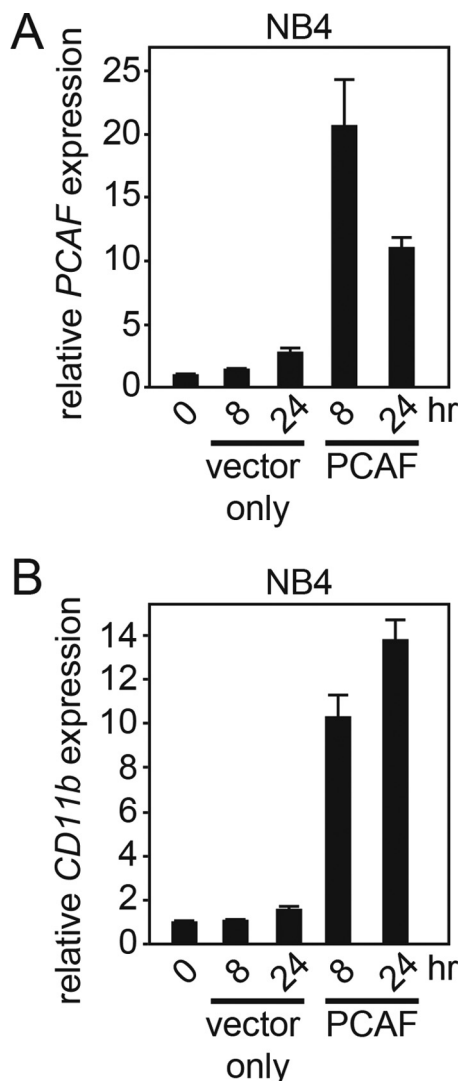 A
NB4
relative PCAF expression
25
20
15
10
5
0
0 8 24 8 24 hr
vector PCAF
only
B
NB4
relative CD11b expression
14
12
10
8
6
4
2
0
0 8 24 8 24 hr
vector PCAF
only